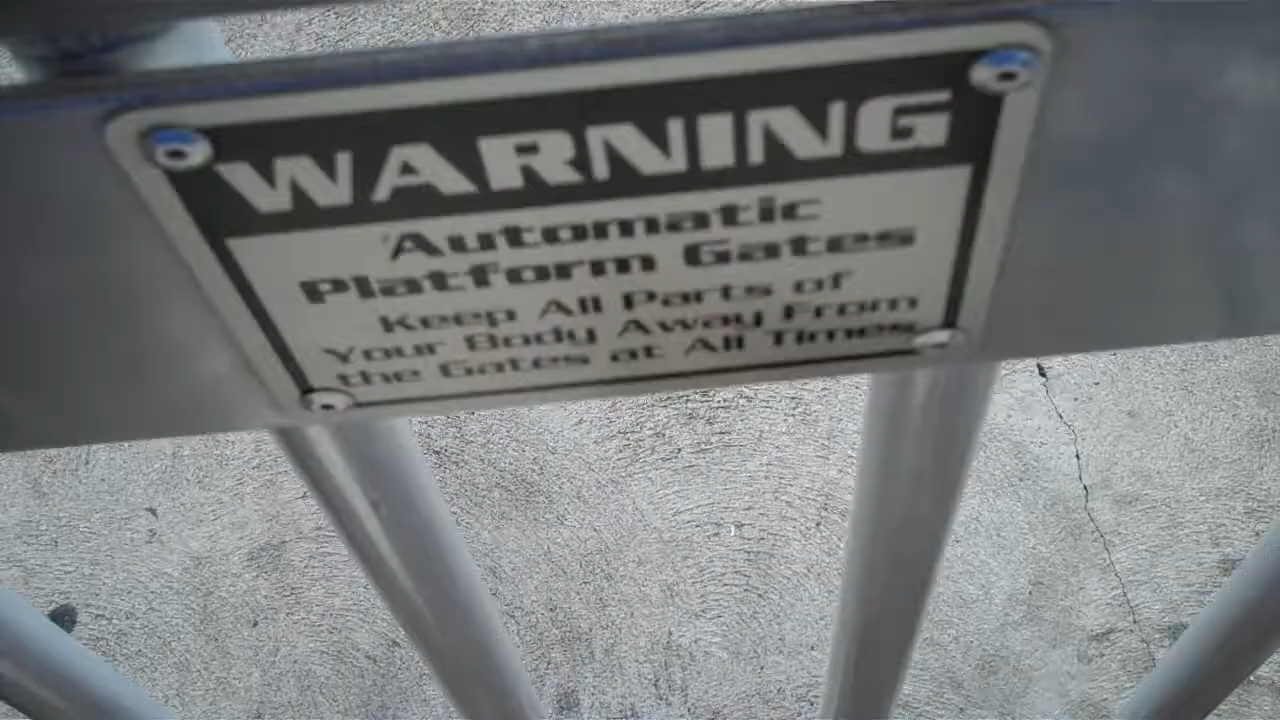 WARNING
Automatic
Platform Gates
Keep All Parts of
Your Body Away From
the Gates at All Times